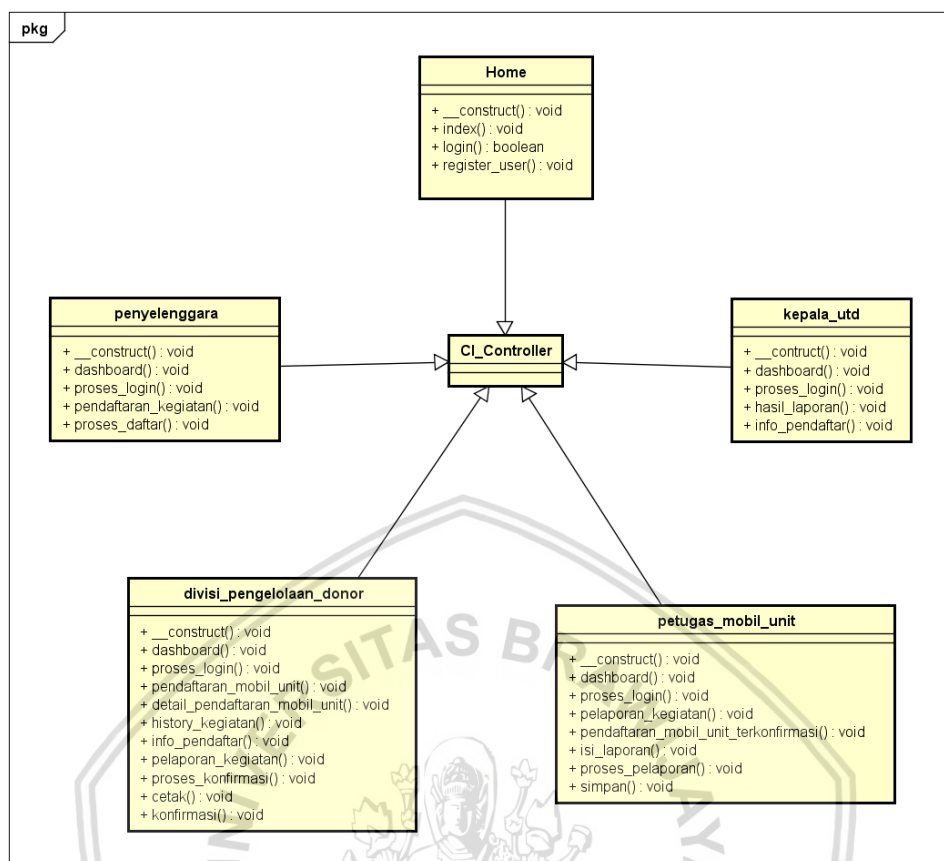 pkg
Home
+ __construct() : void
+ index() : void
+ login() : boolean
+ register_user() : void
penyelenggara
+ __construct() : void
+ dashboard() : void
+ proses_login() : void
+ pendaftaran_kegiatan() : void
+ proses_daftar() : void
CI_Controller
kepala_utd
+ __contruct() : void
+ dashboard() : void
+ proses_login() : void
+ hasil_laporan() : void
+ info_pendaftar() : void
divisi_pengelolaan_donor
+ __construct() : void
+ dashboard() : void
+ proses_login() : void
+ pendaftaran_mobil_unit() : void
+ detail_pendaftaran_mobil_unit() : void
+ history_kegiatan() : void
+ info_pendaftar() : void
+ pelaporan_kegiatan() : void
+ proses_konfirmasi() : void
+ cetak() : void
+ konfirmasi() : void
petugas_mobil_unit
+ __construct() : void
+ dashboard() : void
+ proses_login() : void
+ pelaporan_kegiatan() : void
+ pendaftaran_mobil_unit_terkonfirmasi() : void
+ isi_laporan() : void
+ proses_pelaporan() : void
+ simpan() : void
UNIVERSITAS BRAWIJAYA